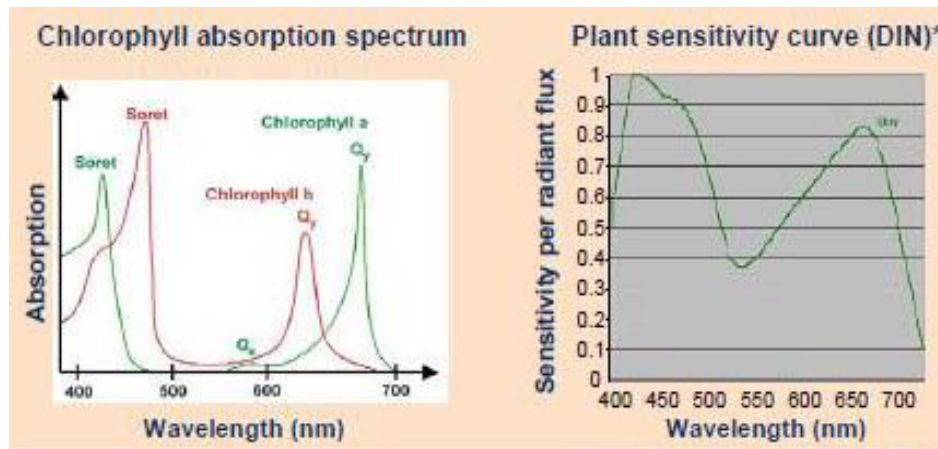 Chlorophyll absorption spectrum
Soret
Soret
Chlorophyll a
Qy
Chlorophyll b
Qy
Qx
Absorption
400 500 600 700
Wavelength (nm)
Plant sensitivity curve (DIN)*
Sensitivity per radiant flux
1
0.9
0.8
0.7
0.6
0.5
0.4
0.3
0.2
0.1
0
400 450 500 550 600 650 700
Wavelength (nm)